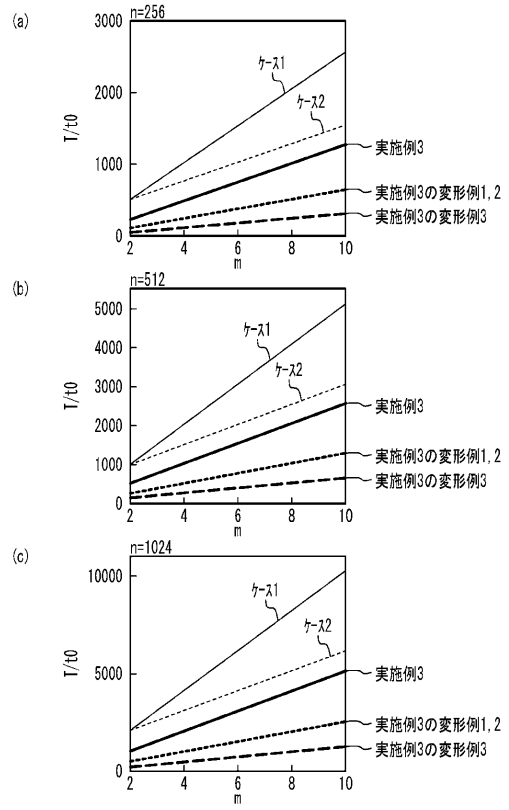 (a)
n=256
3000
2000
1000
0
T/t0
ケース1
ケース2
実施例3
実施例3の変形例1,2
実施例3の変形例3
2 4 6 8 10
m
(b)
n=512
5000
4000
3000
2000
1000
0
T/t0
ケース1
ケース2
実施例3
実施例3の変形例1,2
実施例3の変形例3
2 4 6 8 10
m
(c)
n=1024
10000
5000
0
T/t0
ケース1
ケース2
実施例3
実施例3の変形例1,2
実施例3の変形例3
2 4 6 8 10
m